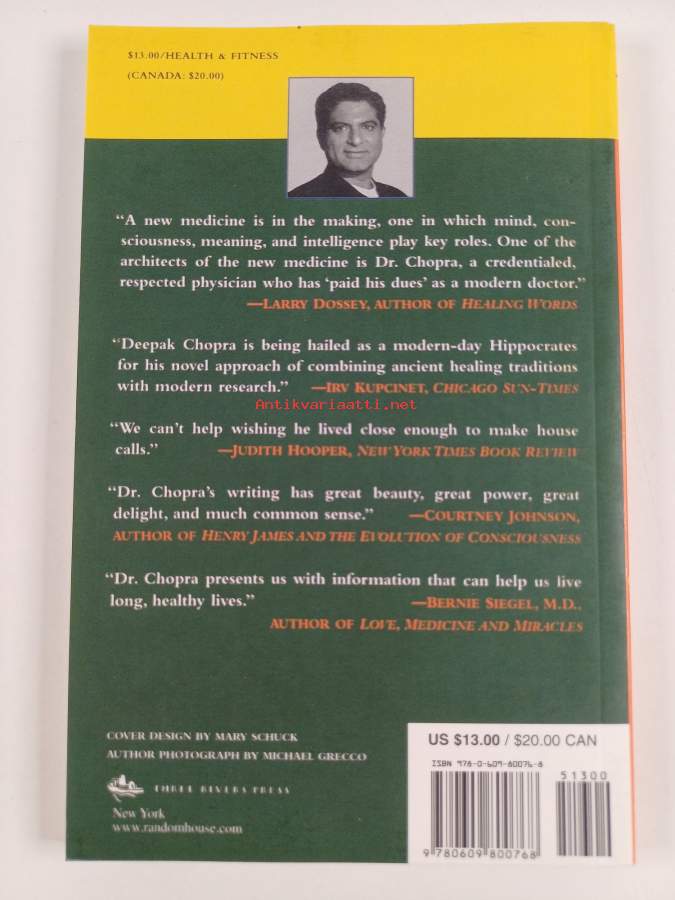 $13.00/HEALTH & FITNESS
(CANADA: $20.00)
“A new medicine is in the making, one in which mind, con-
sciousness, meaning, and intelligence play key roles. One of the
architects of the new medicine is Dr. Chopra, a credentialed,
respected physician who has ‘paid his dues’ as a modern doctor.”
—LARRY DOSSEY, AUTHOR OF HEALING WORDS
“Deepak Chopra is being hailed as a modern-day Hippocrates
for his novel approach of combining ancient healing traditions
with modern research.” —IRV KUPCINET, CHICAGO SUN-TIMES
Antikvariaatti.net
“We can’t help wishing he lived close enough to make house
calls.” —JUDITH HOOPER, NEW YORK TIMES BOOK REVIEW
“Dr. Chopra’s writing has great beauty, great power, great
delight, and much common sense.” —COURTNEY JOHNSON,
AUTHOR OF HENRY JAMES AND THE EVOLUTION OF CONSCIOUSNESS
“Dr. Chopra presents us with information that can help us live
long, healthy lives.” —BERNIE SIEGEL, M.D.,
AUTHOR OF LOVE, MEDICINE AND MIRACLES
COVER DESIGN BY MARY SCHUCK
AUTHOR PHOTOGRAPH BY MICHAEL GRECCO
THREE RIVERS PRESS
New York
www.randomhouse.com
US $13.00 / $20.00 CAN
ISBN 978-0-609-80076-8
51300
9 780609 800768